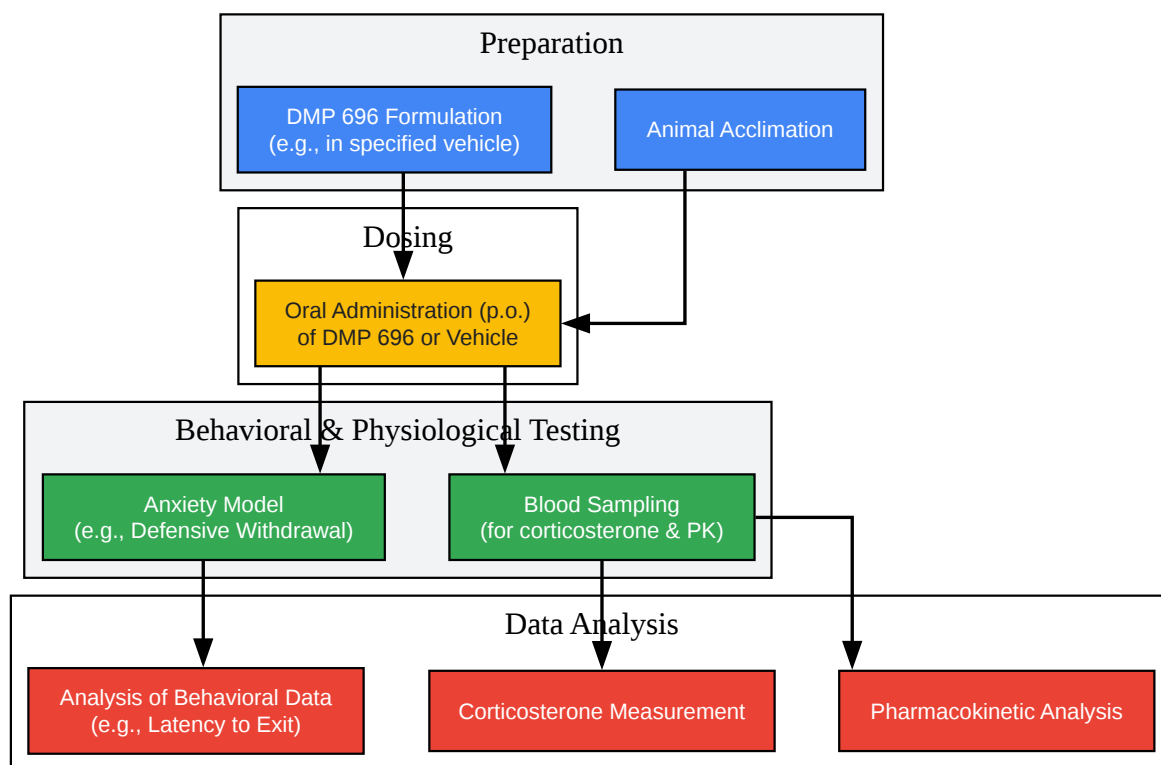 Preparation
DMP 696 Formulation
(e.g., in specified vehicle)
Animal Acclimation
Dosing
Oral Administration (p.o.)
of DMP 696 or Vehicle
Behavioral & Physiological Testing
Anxiety Model
(e.g., Defensive Withdrawal)
Blood Sampling
(for corticosterone & PK)
Data Analysis
Analysis of Behavioral Data
(e.g., Latency to Exit)
Corticosterone Measurement
Pharmacokinetic Analysis